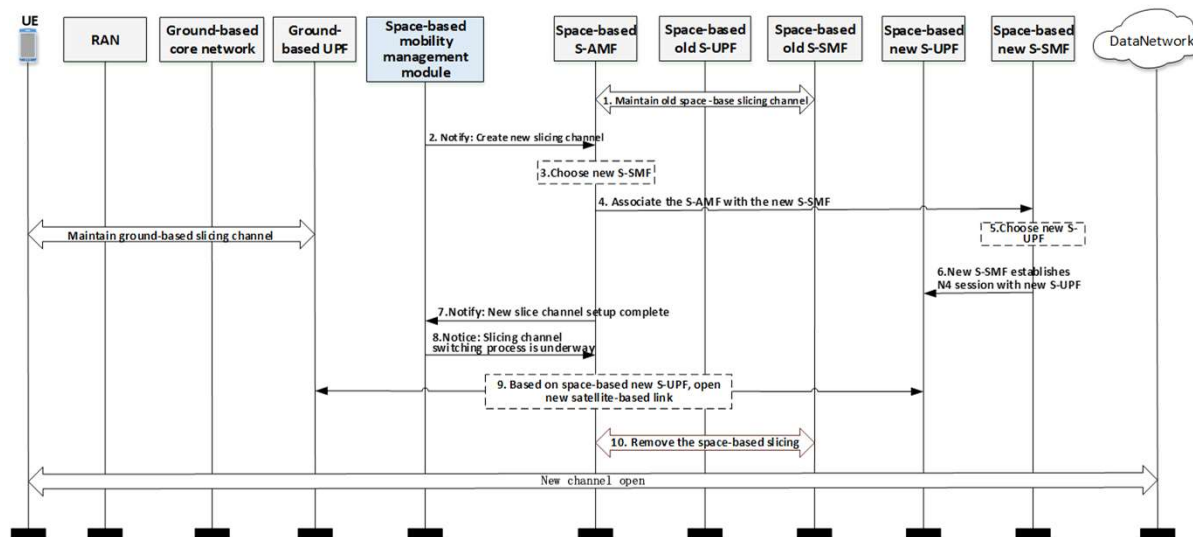 UE
RAN
Ground-based
core network
Ground-
based UPF
Space-based
mobility
management
module
Space-based
S-AMF
Space-based
old S-UPF
Space-based
old S-SMF
Space-based
new S-UPF
Space-based
new S-SMF
DataNetwork
1. Maintain old space -base slicing channel
2. Notify: Create new slicing channel
3.Choose new S-SMF
4. Associate the S-AMF with the new S-SMF
Maintain ground-based slicing channel
5.Choose new S-
UPF
6.New S-SMF establishes
N4 session with new S-UPF
7.Notify: New slice channel setup complete
8.Notice: Slicing channel
switching process is underway
9. Based on space-based new S-UPF, open
new satellite-based link
10. Remove the space-based slicing
New channel open